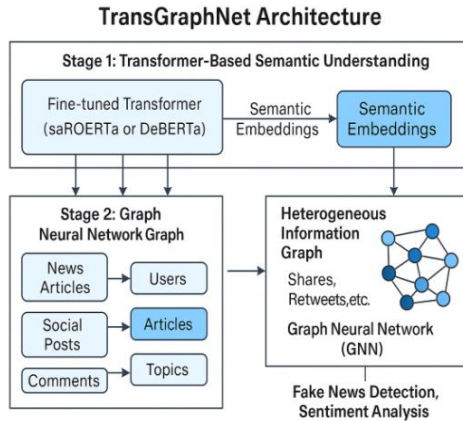 TransGraphNet Architecture
Stage 1: Transformer-Based Semantic Understanding
Fine-tuned Transformer
(saROERTa or DeBERTa)
Semantic
Embeddings
Semantic
Embeddings
Stage 2: Graph
Neural Network Graph
News
Articles
Users
Social
Posts
Articles
Comments
Topics
Heterogeneous
Information
Graph
Shares,
Retweets,etc.
Graph Neural Network
(GNN)
Fake News Detection,
Sentiment Analysis